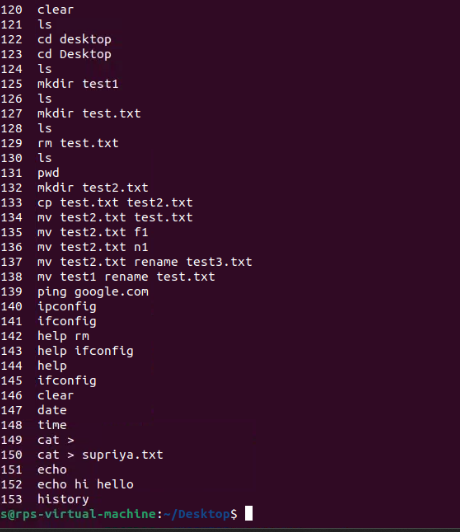 120 clear
121 ls
122 cd desktop
123 cd Desktop
124 ls
125 mkdir test1
126 ls
127 mkdir test.txt
128 ls
129 rm test.txt
130 ls
131 pwd
132 mkdir test2.txt
133 cp test.txt test2.txt
134 mv test2.txt test.txt
135 mv test2.txt f1
136 mv test2.txt n1
137 mv test2.txt rename test3.txt
138 mv test1 rename test.txt
139 ping google.com
140 ipconfig
141 ifconfig
142 help rm
143 help ifconfig
144 help
145 ifconfig
146 clear
147 date
148 time
149 cat >
150 cat > supriya.txt
151 echo
152 echo hi hello
153 history
s@rps-virtual-machine:~/Desktop$